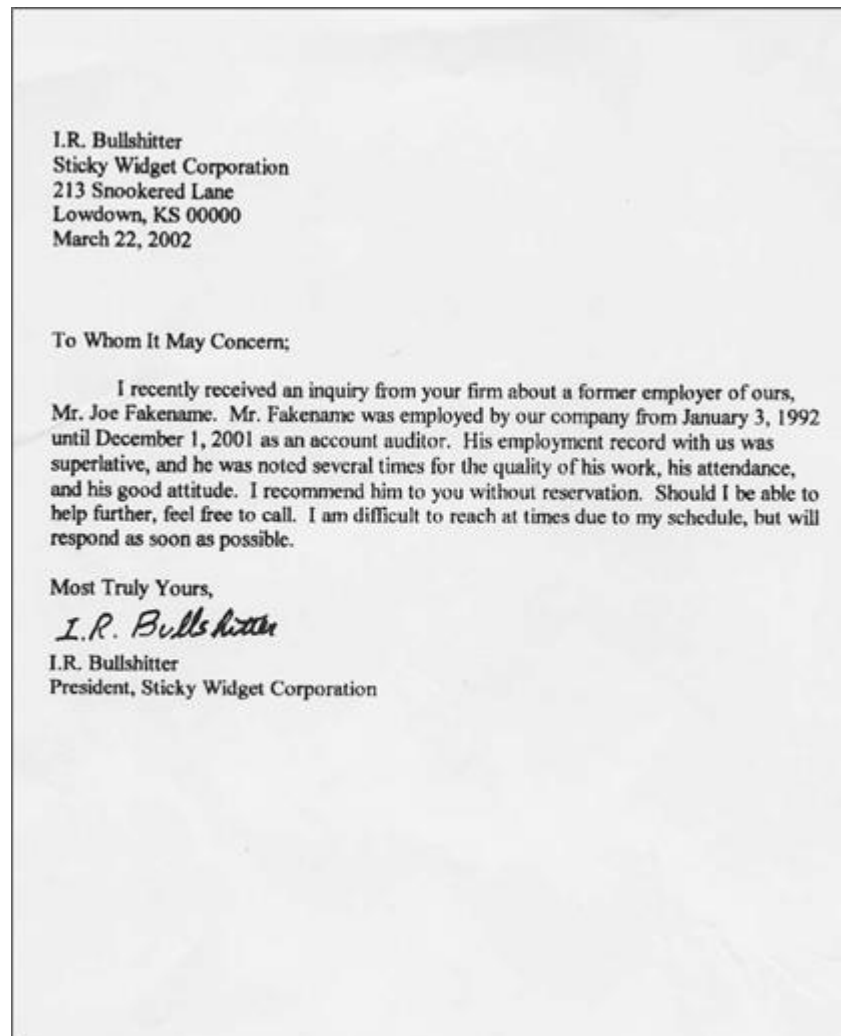 I.R. Bullshitter
Sticky Widget Corporation
213 Snookered Lane
Lowdown, KS 00000
March 22, 2002
To Whom It May Concern;
I recently received an inquiry from your firm about a former employer of ours,
Mr. Joe Fakename. Mr. Fakename was employed by our company from January 3, 1992
until December 1, 2001 as an account auditor. His employment record with us was
superlative, and he was noted several times for the quality of his work, his attendance,
and his good attitude. I recommend him to you without reservation. Should I be able to
help further, feel free to call. I am difficult to reach at times due to my schedule, but will
respond as soon as possible.
Most Truly Yours,
I.R. Bullshitter
I.R. Bullshitter
President, Sticky Widget Corporation